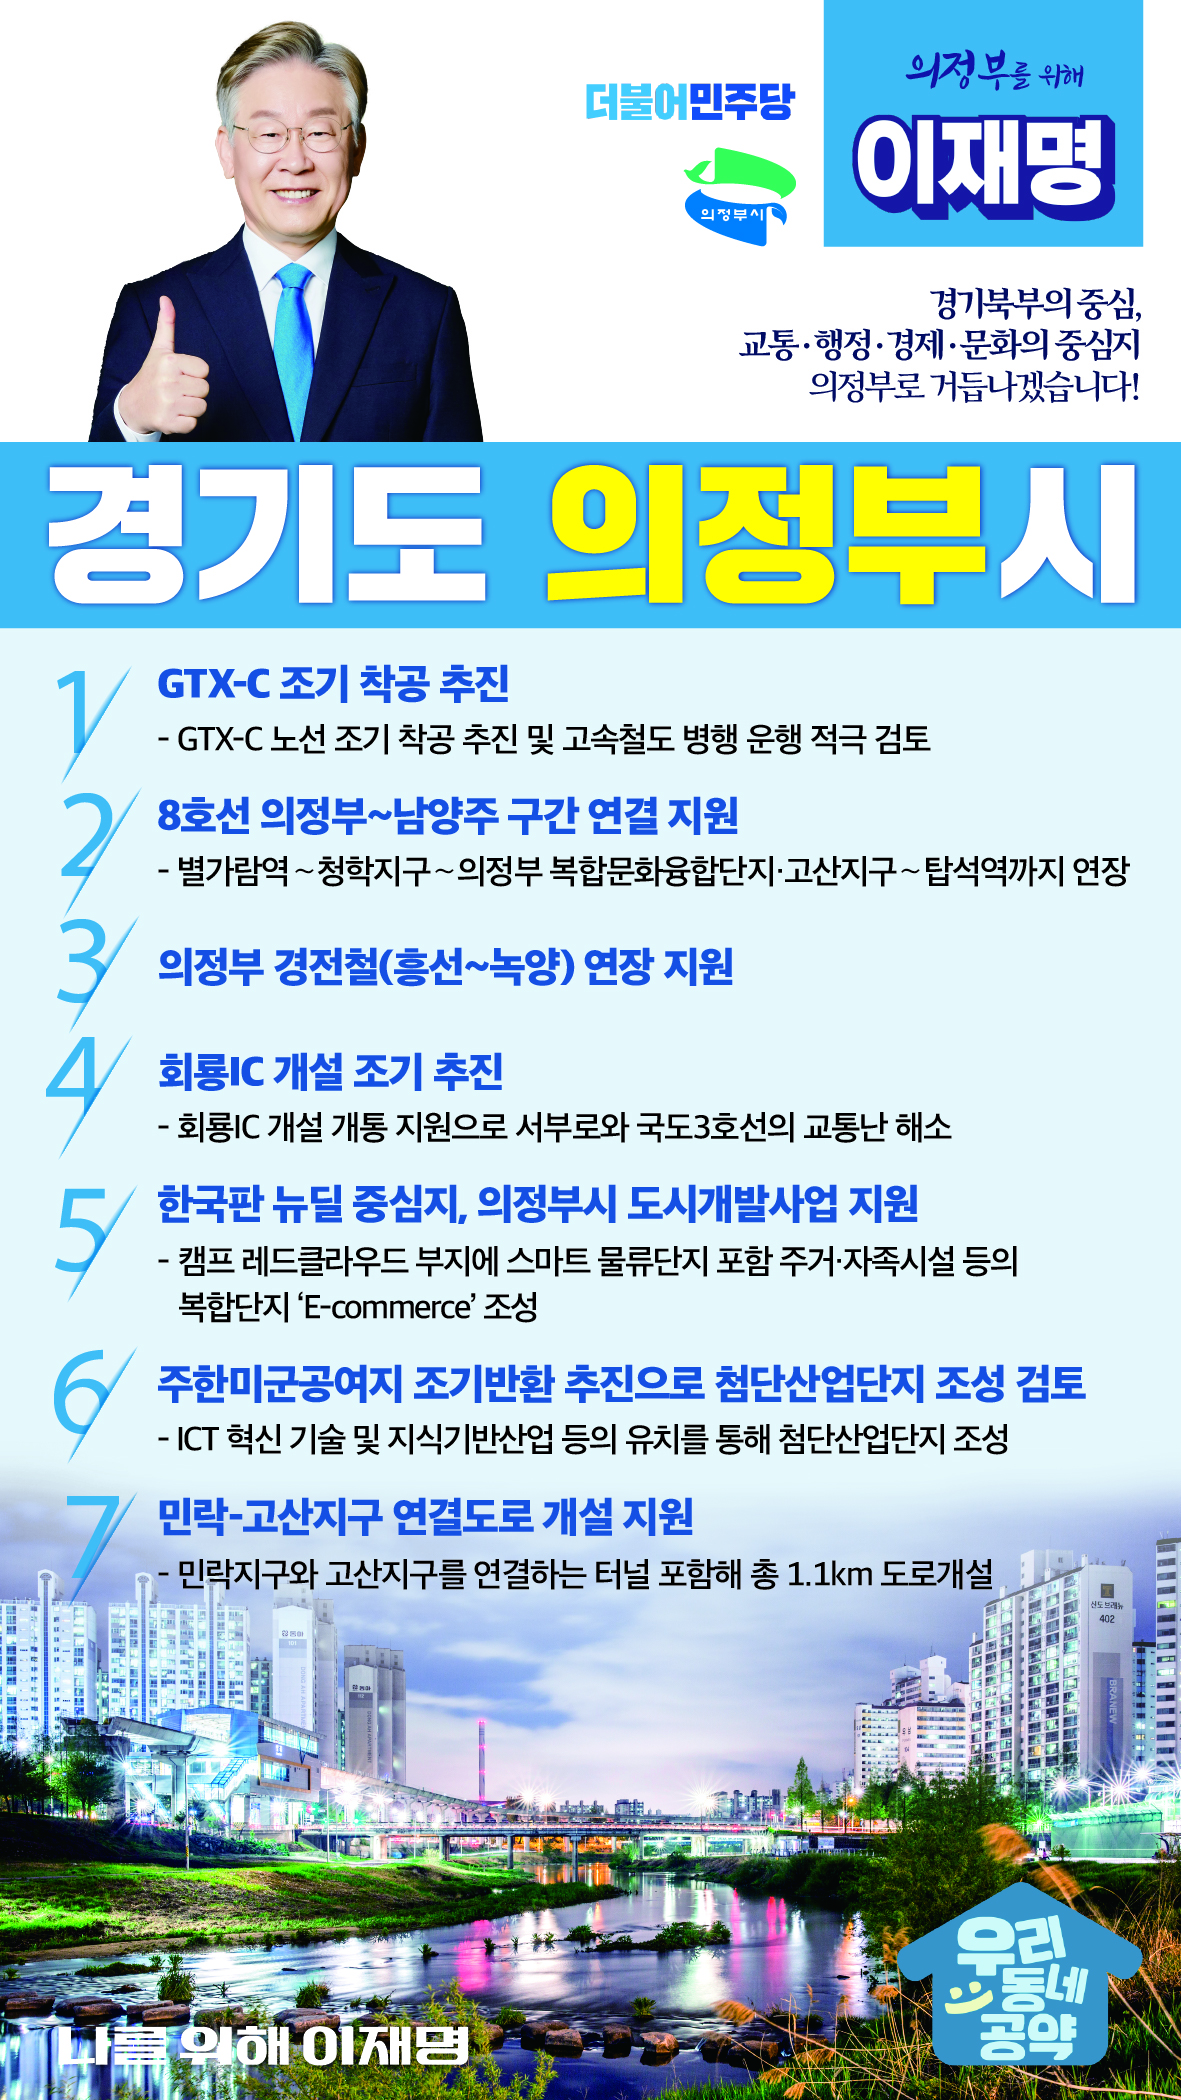 더불어민주당
의정부시
의정부를 위해
이재명
경기북부의 중심,
교통·행정·경제·문화의 중심지
의정부로 거듭나겠습니다!
경기도 의정부시
1
GTX-C 조기 착공 추진
- GTX-C 노선 조기 착공 추진 및 고속철도 병행 운행 적극 검토
2
8호선 의정부~남양주 구간 연결 지원
- 별가람역~청학지구~의정부 복합문화융합단지·고산지구~탑석역까지 연장
3
의정부 경전철(흥선~녹양) 연장 지원
4
회룡IC 개설 조기 추진
- 회룡IC 개설 개통 지원으로 서부로와 국도3호선의 교통난 해소
5
한국판 뉴딜 중심지, 의정부시 도시개발사업 지원
- 캠프 레드클라우드 부지에 스마트 물류단지 포함 주거·자족시설 등의
복합단지 ‘E-commerce’ 조성
6
주한미군공여지 조기반환 추진으로 첨단산업단지 조성 검토
- ICT 혁신 기술 및 지식기반산업 등의 유치를 통해 첨단산업단지 조성
7
민락-고산지구 연결도로 개설 지원
- 민락지구와 고산지구를 연결하는 터널 포함해 총 1.1km 도로개설
신도브래뉴
402
BRANEW
우리
동네
공약
나를 위해 이재명